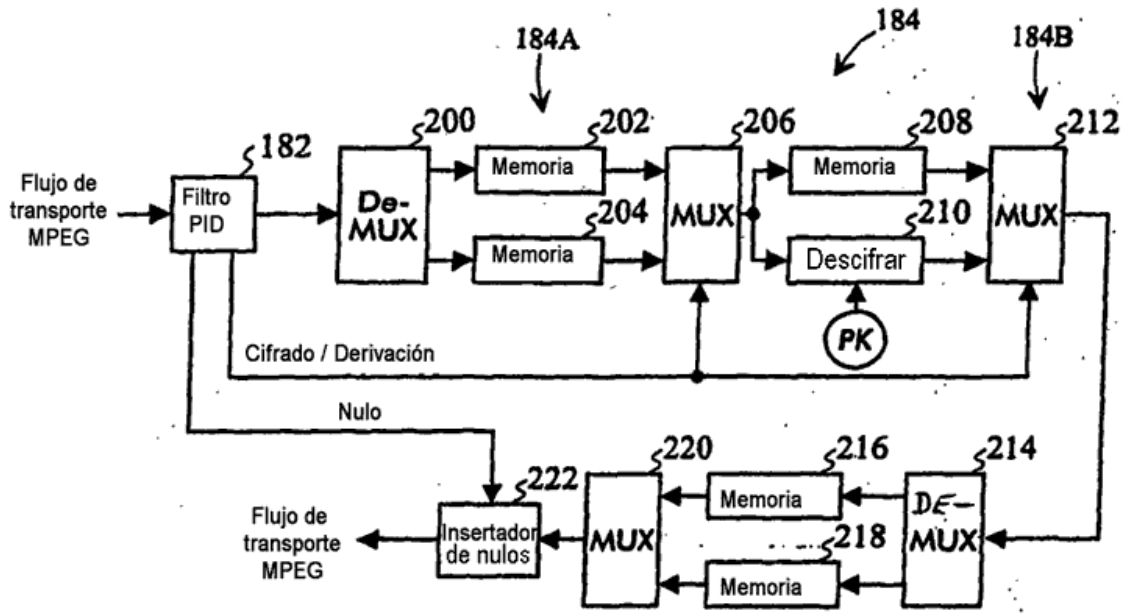 184A
184
184B
200
202
206
208
212
182
Flujo de
transporte
MPEG
Filtro
PID
De-
MUX
Memoria
MUX
Memoria
MUX
204
210
Memoria
Descifrar
PK
Cifrado / Derivación
Nulo
220
216
214
222
Memoria
DE-
MUX
Flujo de
transporte
MPEG
Insertador
de nulos
MUX
218
Memoria